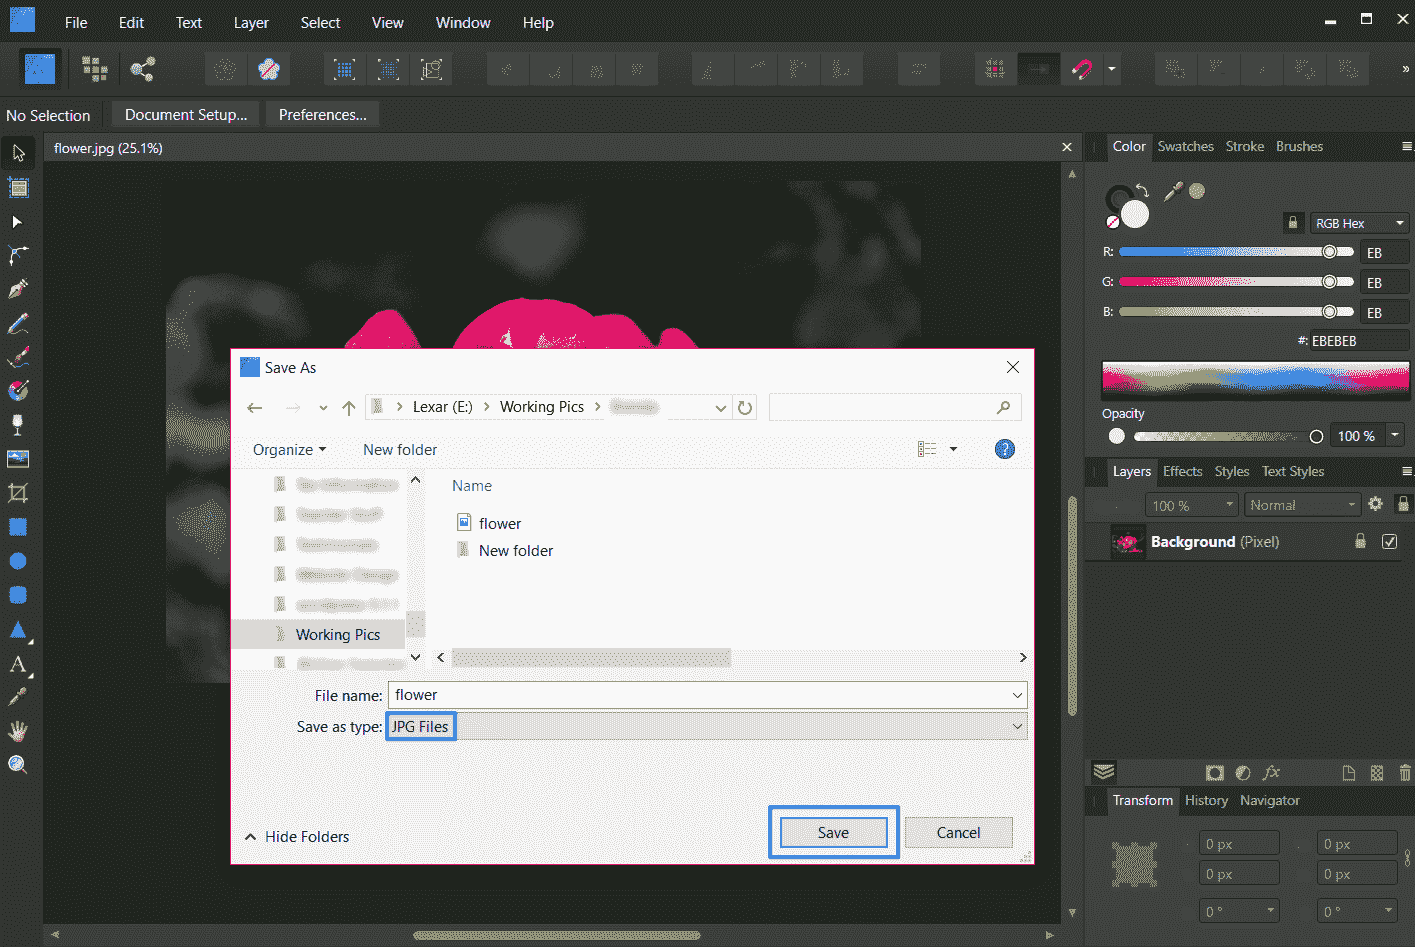 File Edit Text Layer Select View Window Help
No Selection Document Setup... Preferences...
flower.jpg (25.1%)
Color Swatches Stroke Brushes
RGB Hex
R: EB
G: EB
B: EB
#: EBEBEB
Opacity
100 %
Layers Effects Styles Text Styles
100 % Normal
Background (Pixel)
Transform History Navigator
0 px 0 px
0 px 0 px
0 ° 0 °
Save As
Lexar (E:) Working Pics
Organize New folder
Name
flower
New folder
Working Pics
File name: flower
Save as type: JPG Files
Hide Folders Save Cancel